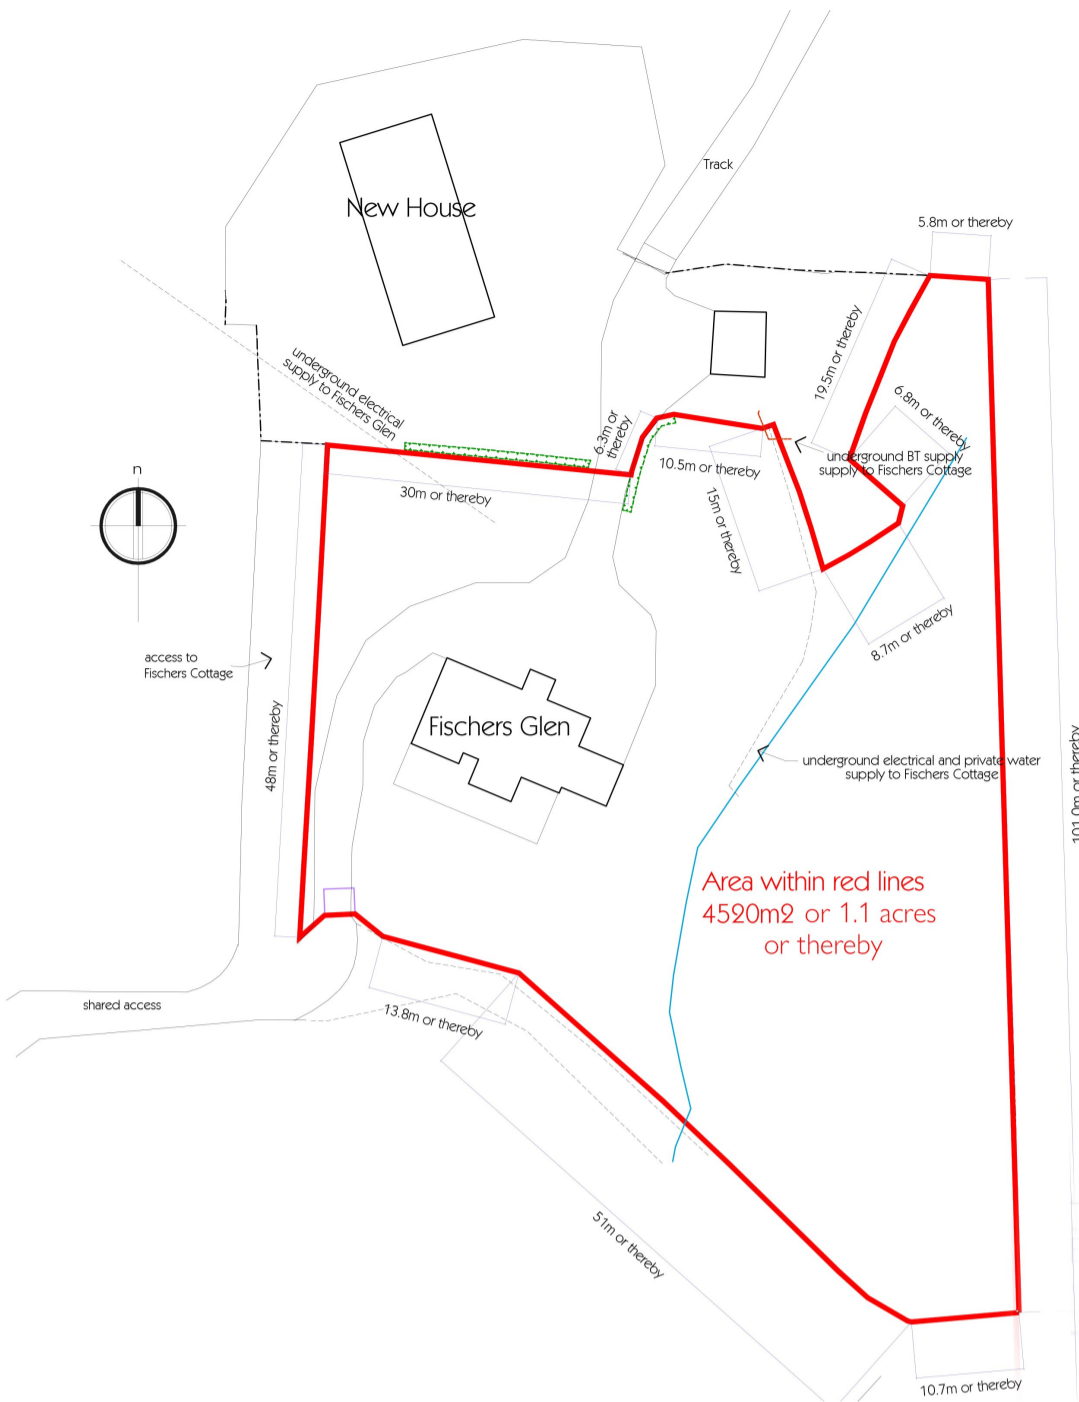 Track
5.8m or thereby
New House
19.5m or thereby
underground electrical
supply to Fischers Glen
6.8m or thereby
6.3m or
thereby
underground BT supply
supply to Fischers Cottage
10.5m or thereby
n
30m or thereby
15m or thereby
8.7m or thereby
access to
Fischers Cottage
48m or thereby
Fischers Glen
underground electrical and private water
supply to Fischers Cottage
101.0m or thereby
Area within red lines
4520m2 or 1.1 acres
or thereby
shared access
13.8m or thereby
51m or thereby
10.7m or thereby